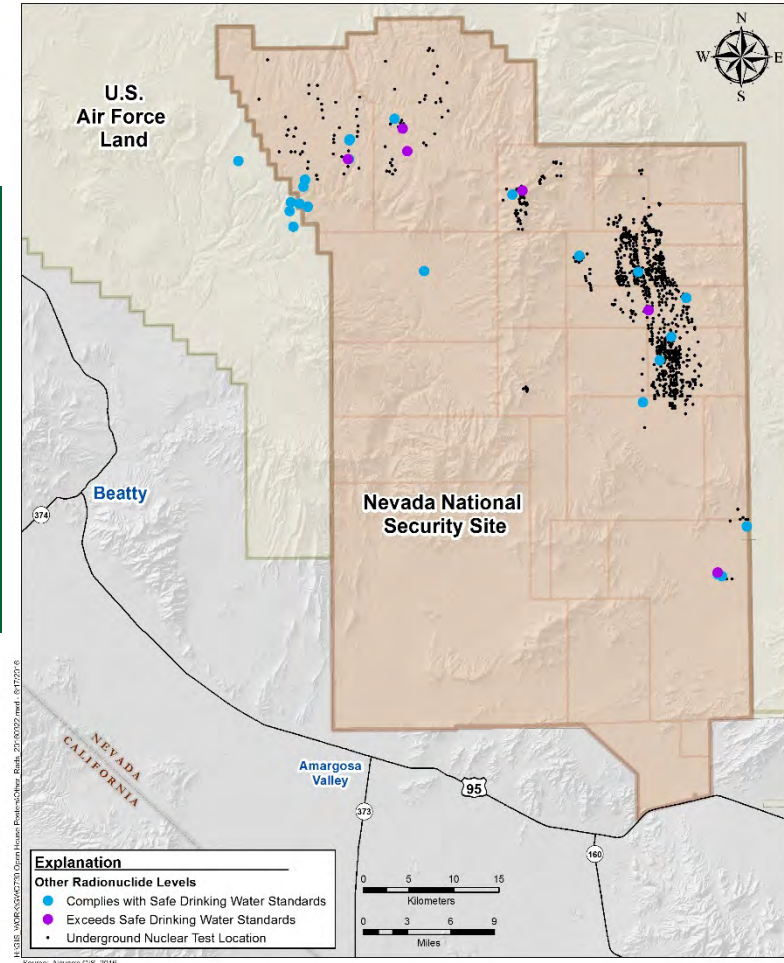 N
W
E
S
U.S.
Air Force
Land
Beatty
374
Nevada National
Security Site
NEVADA
CALIFORNIA
Amargosa
Valley
95
373
160
Explanation
Other Radionuclide Levels
Complies with Safe Drinking Water Standards
Exceeds Safe Drinking Water Standards
Underground Nuclear Test Location
0 5 10 15
Kilometers
0 3 6 9
Miles